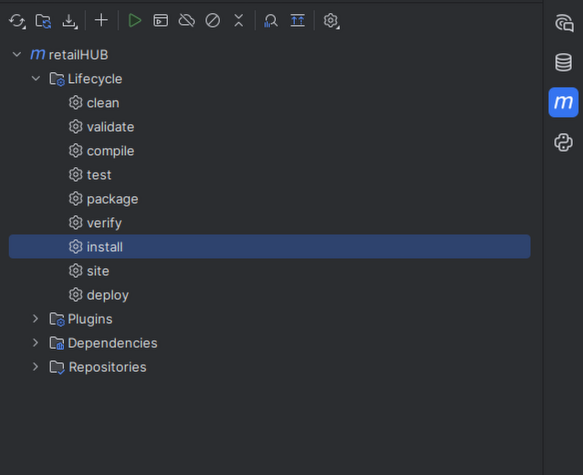 m retailHUB
Lifecycle
clean
validate
compile
test
package
verify
install
site
deploy
Plugins
Dependencies
Repositories
m